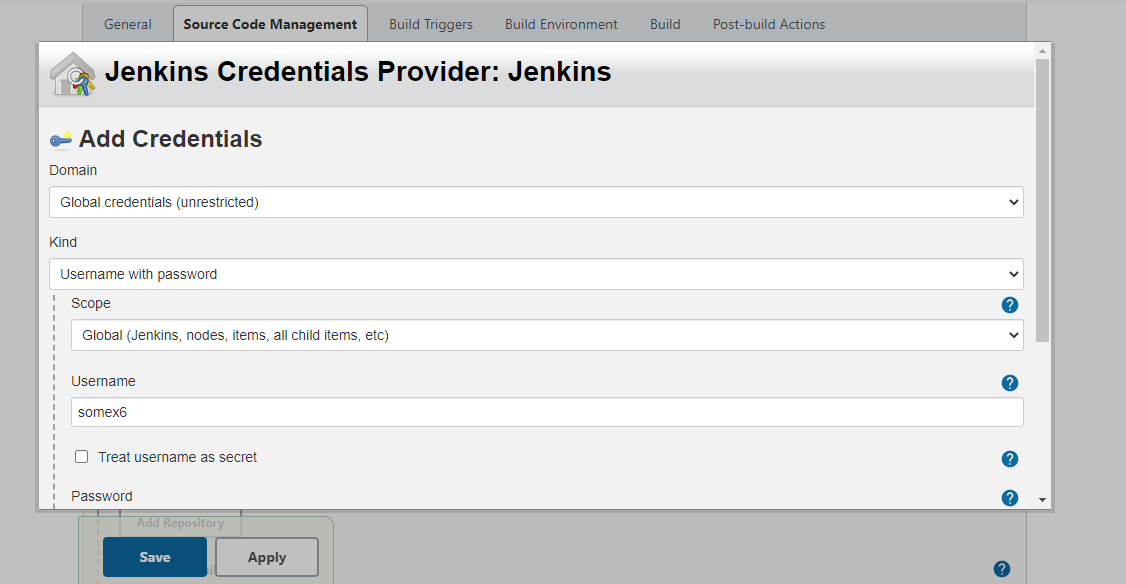 General Source Code Management Build Triggers Build Environment Build Post-build Actions
Jenkins Credentials Provider: Jenkins
Add Credentials
Domain
Global credentials (unrestricted)
Kind
Username with password
Scope
?
Global (Jenkins, nodes, items, all child items, etc)
Username
?
somex6
Treat username as secret
?
Password
?
Add Repository
Save Apply
?